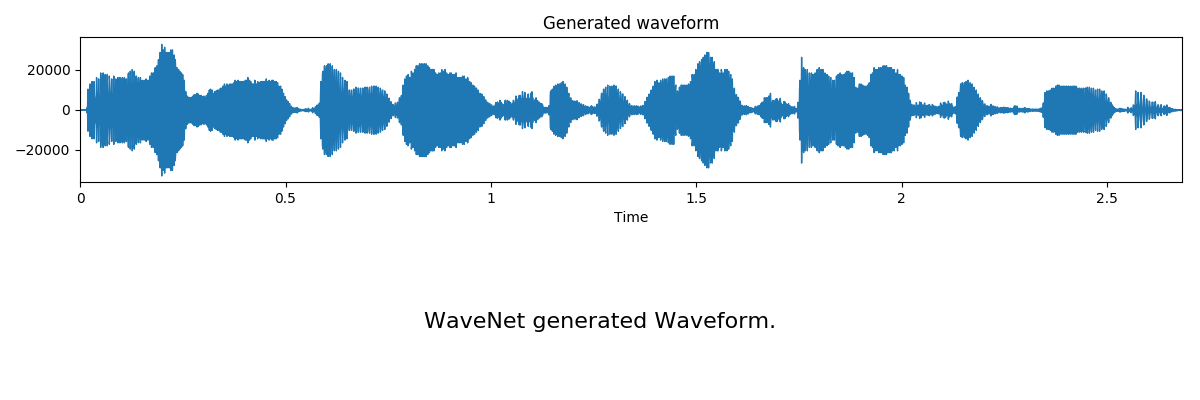 Generated waveform
20000
0
−20000
0 0.5 1 1.5 2 2.5
Time
WaveNet generated Waveform.